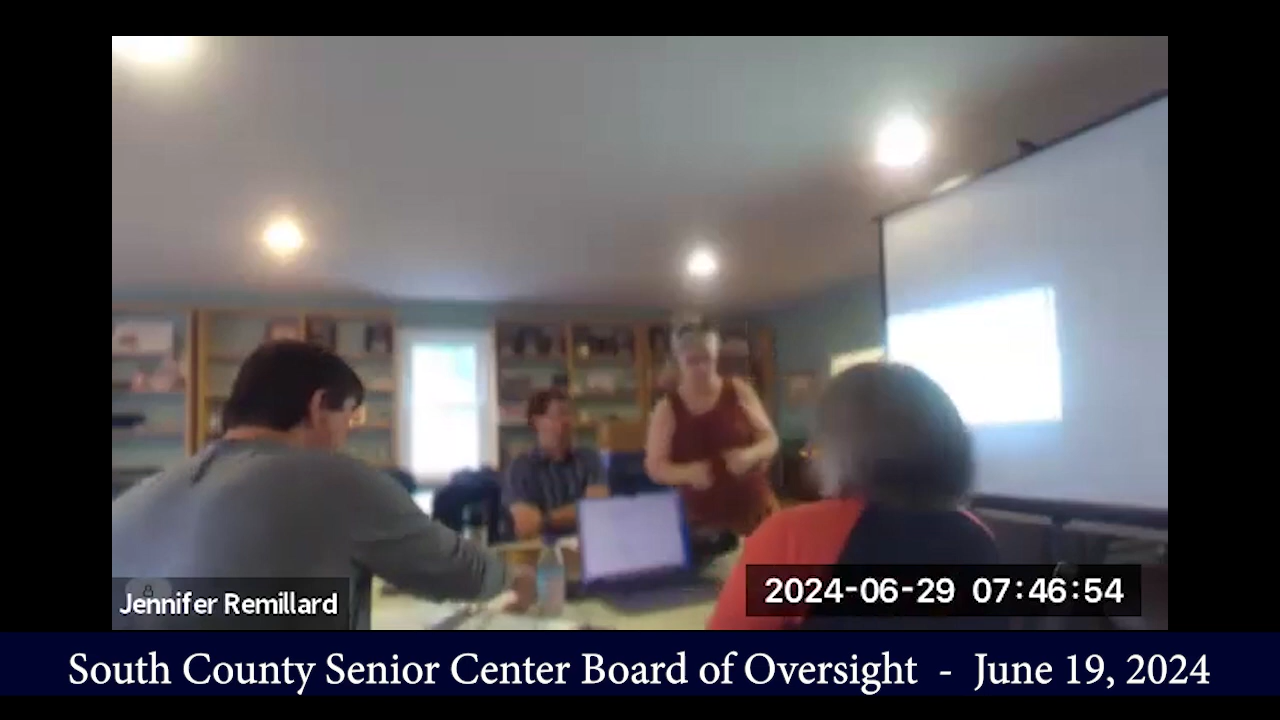 Jennifer Remillard
2024-06-29 07:46:54
South County Senior Center Board of Oversight - June 19, 2024